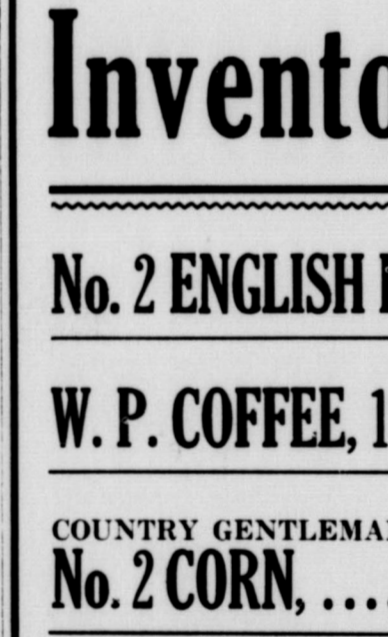 Invento
No. 2 ENGLISH
W. P. COFFEE, 1
COUNTRY GENTLEMA
No. 2 CORN, ....